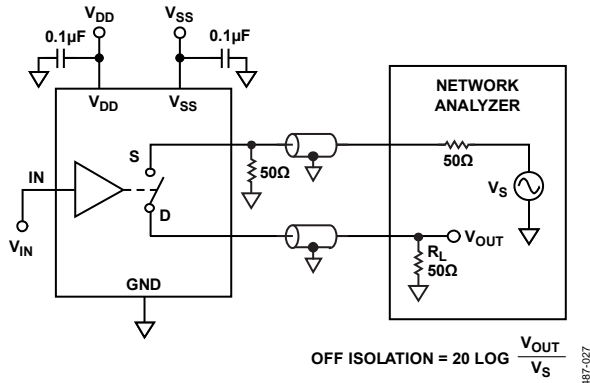 VDD
VSS
0.1µF
0.1µF
VDD
VSS
NETWORK
ANALYZER
S
50Ω
50Ω
IN
VS
D
VIN
VOUT
RL
50Ω
GND
OFF ISOLATION = 20 LOG VOUT
VS